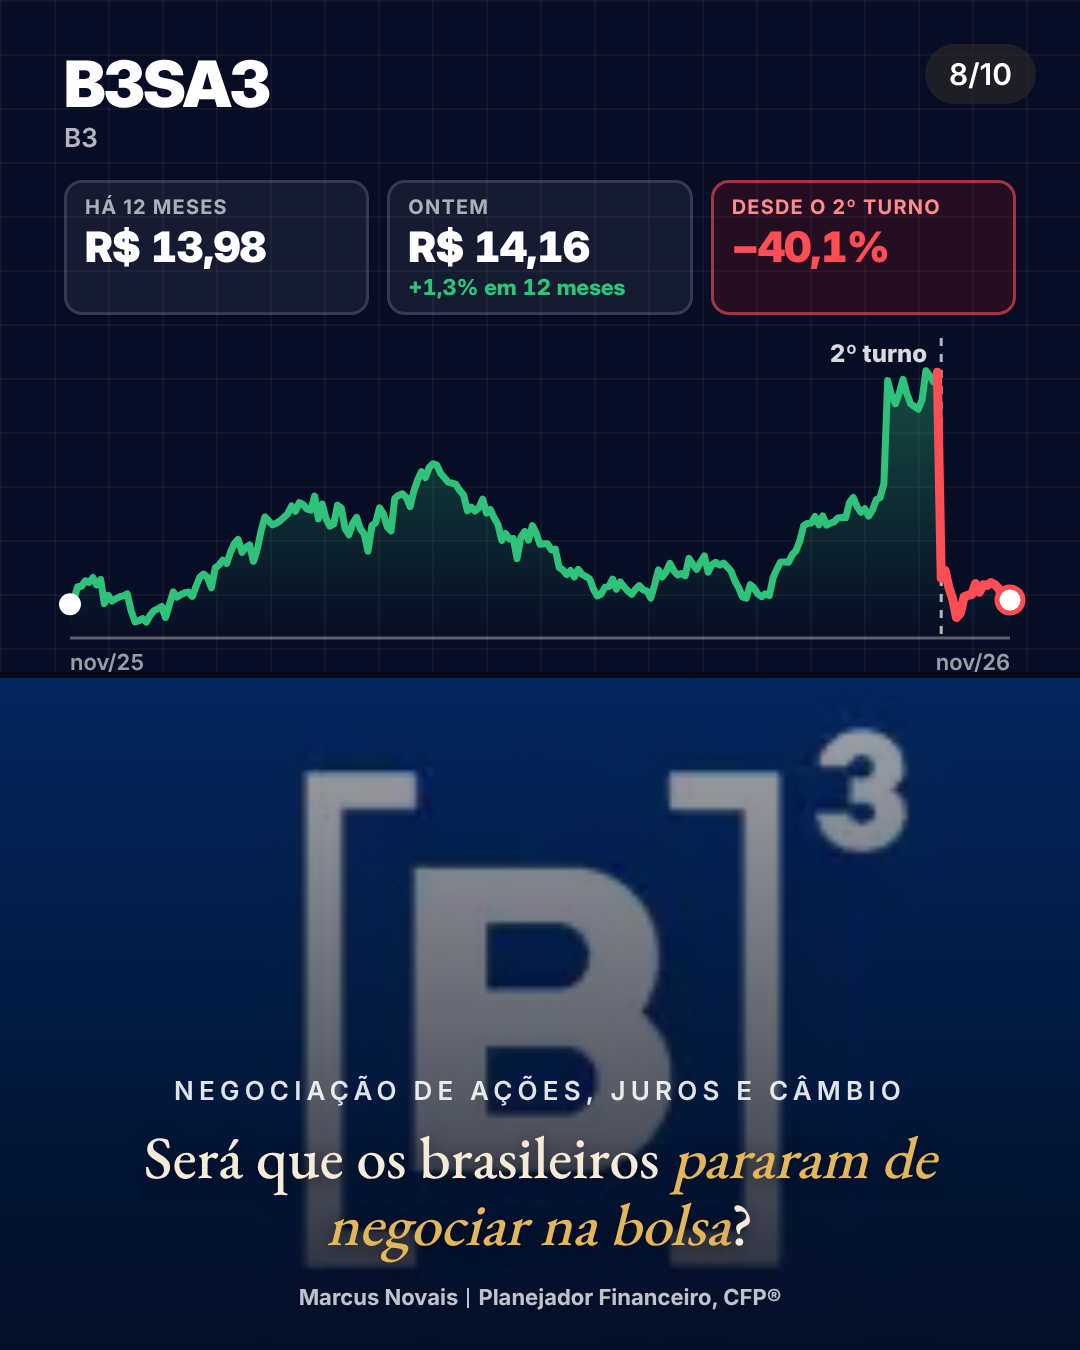 B3SA3
8/10
B3
HÁ 12 MESES
R$ 13,98
ONTEM
R$ 14,16
+1,3% em 12 meses
DESDE O 2º TURNO
−40,1%
2º turno
nov/25
nov/26
[B]³
NEGOCIAÇÃO DE AÇÕES, JUROS E CÂMBIO
Será que os brasileiros pararam de
negociar na bolsa?
Marcus Novais | Planejador Financeiro, CFP®